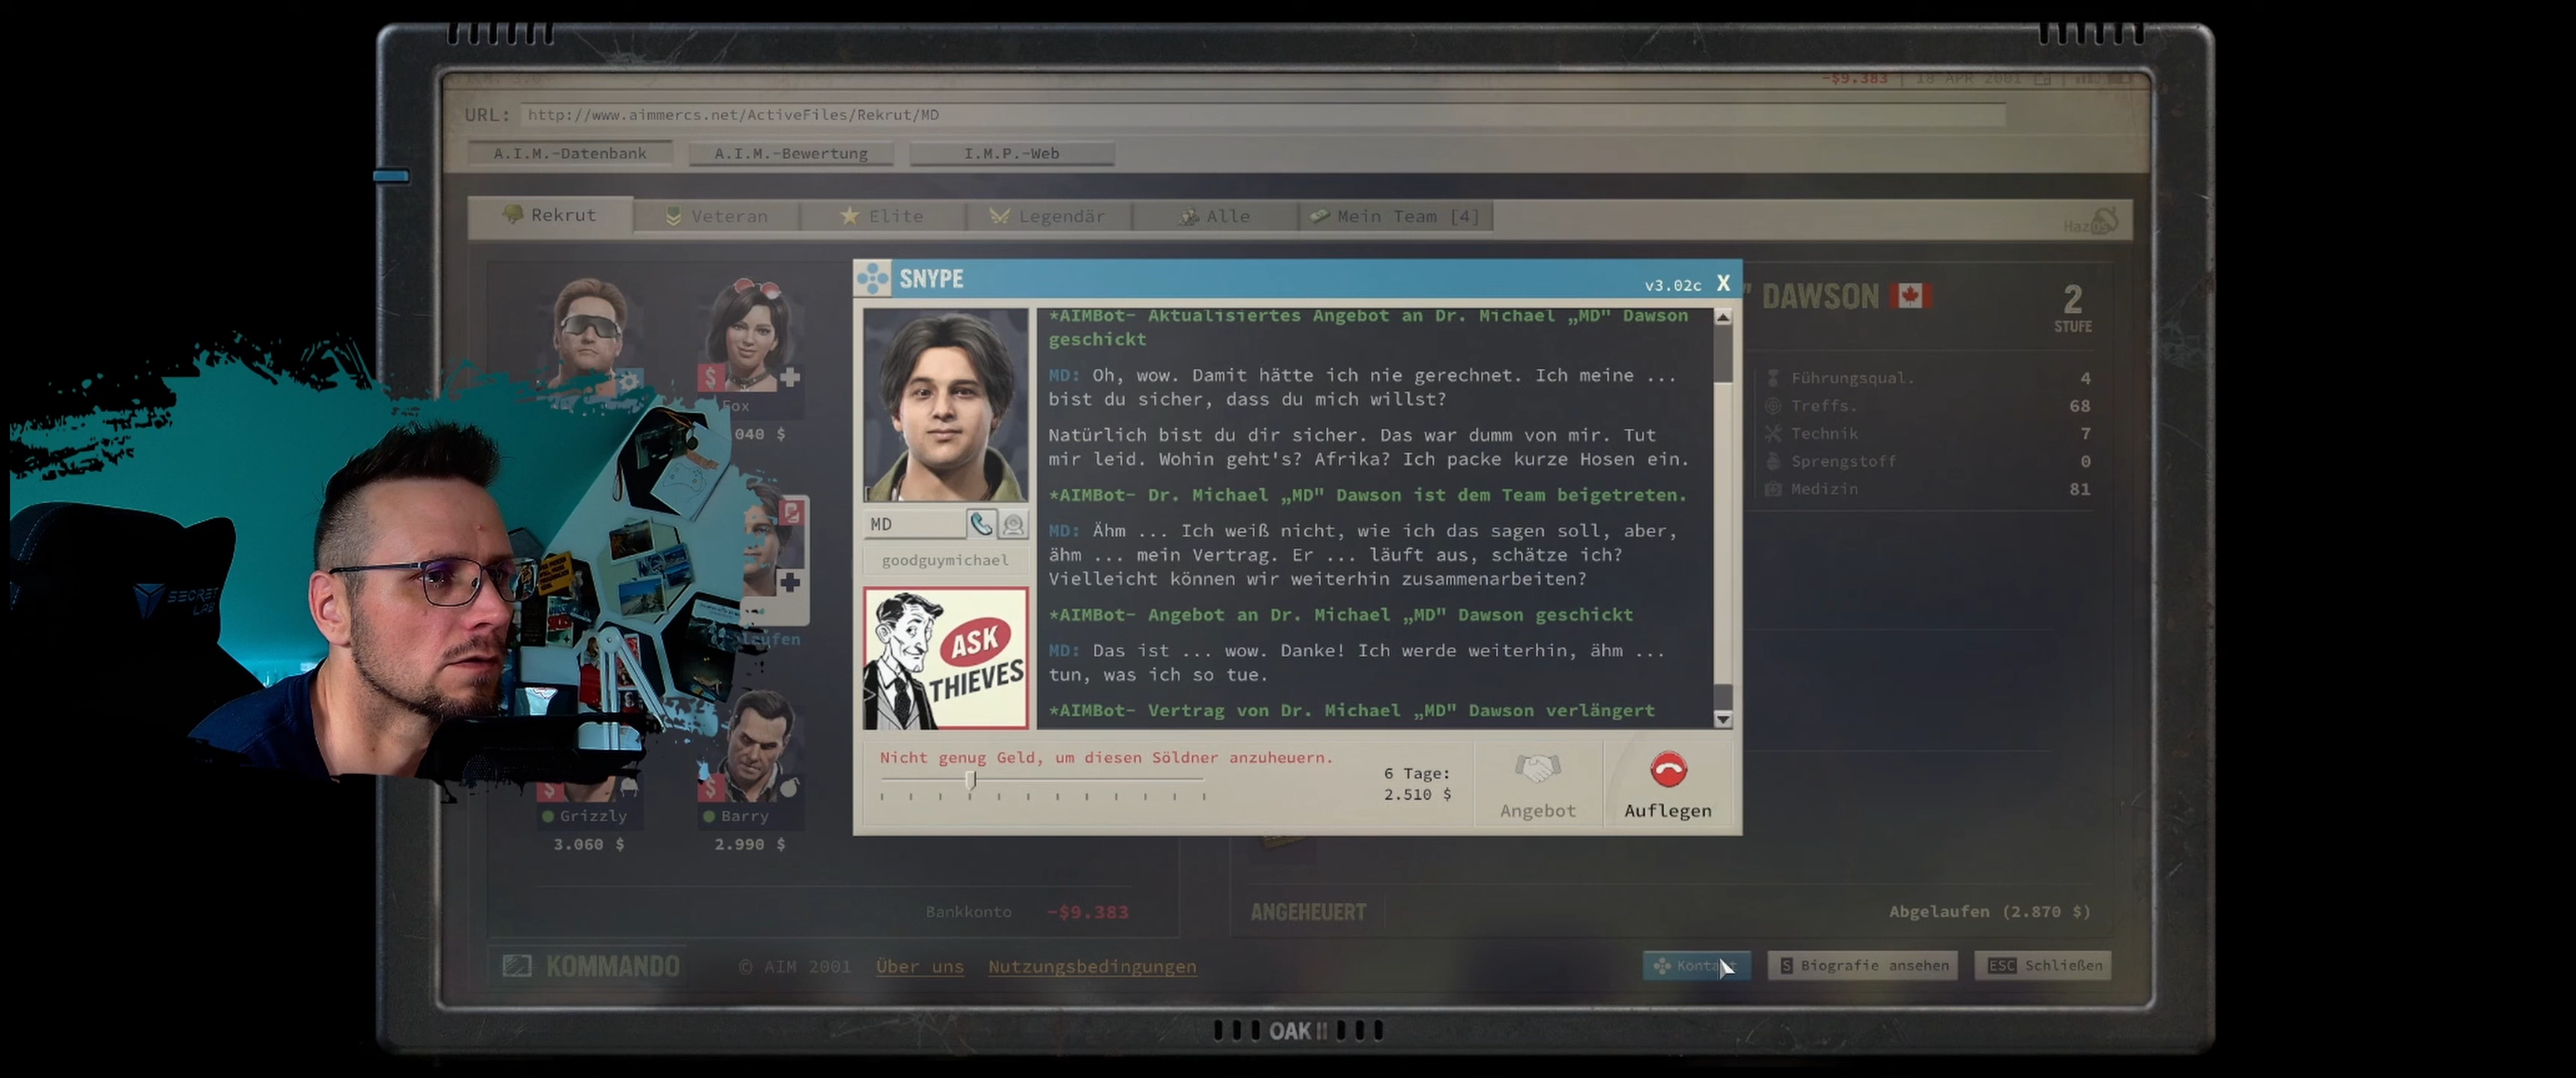 -$9.383 | 18 APR 2001
URL: http://www.aimmercs.net/ActiveFiles/Rekrut/MD
A.I.M.-Datenbank A.I.M.-Bewertung I.M.P.-Web
Rekrut Veteran Elite Legendär Alle Mein Team [4]
SNYPE
v3.02c X
DAWSON
2
STUFE
*AIMBot- Aktualisiertes Angebot an Dr. Michael „MD" Dawson
geschickt
MD: Oh, wow. Damit hätte ich nie gerechnet. Ich meine ...
bist du sicher, dass du mich willst?
Natürlich bist du dir sicher. Das war dumm von mir. Tut
mir leid. Wohin geht's? Afrika? Ich packe kurze Hosen ein.
*AIMBot- Dr. Michael „MD" Dawson ist dem Team beigetreten.
MD: Ähm ... Ich weiß nicht, wie ich das sagen soll, aber,
ähm ... mein Vertrag. Er ... läuft aus, schätze ich?
Vielleicht können wir weiterhin zusammenarbeiten?
*AIMBot- Angebot an Dr. Michael „MD" Dawson geschickt
MD: Das ist ... wow. Danke! Ich werde weiterhin, ähm ...
tun, was ich so tue.
*AIMBot- Vertrag von Dr. Michael „MD" Dawson verlängert
MD
goodguymichael
ASK
THIEVES
Führungsqual. 4
Treffs. 68
Technik 7
Sprengstoff 0
Medizin 81
Fox
040 $
SECRET
LAB
Nicht genug Geld, um diesen Söldner anzuheuern.
6 Tage:
2.510 $
Angebot
Auflegen
Grizzly
3.060 $
Barry
2.990 $
Bankkonto -$9.383
ANGEHEUERT
Abgelaufen (2.870 $)
KOMMANDO
© AIM 2001 Über uns Nutzungsbedingungen
S Biografie ansehen
ESC Schließen
OAK II